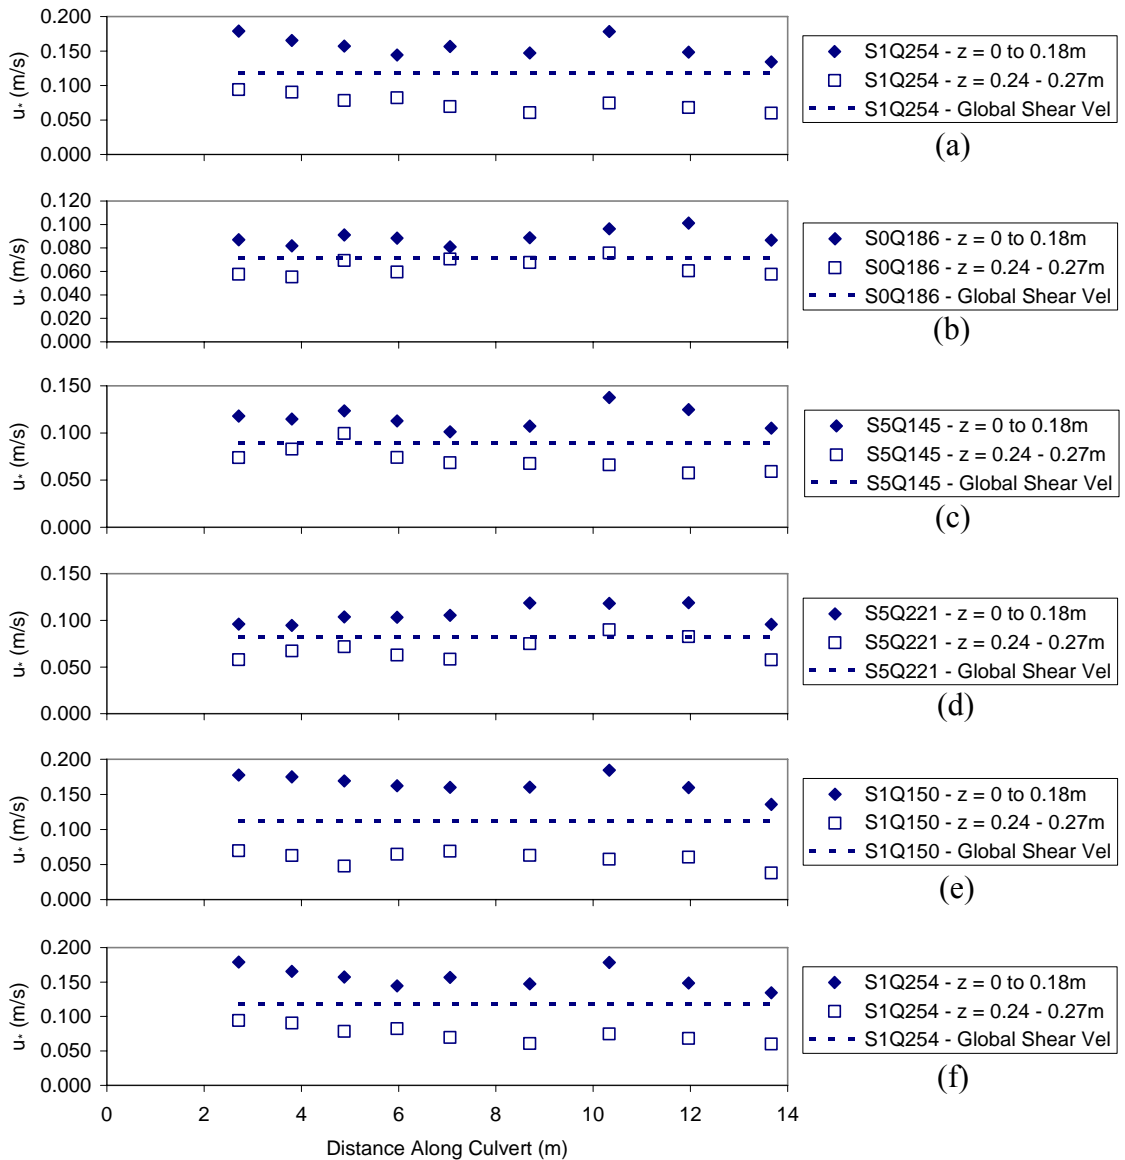 0.200
0.150
0.100
0.050
0.000
u* (m/s)
S1Q254 - z = 0 to 0.18m
S1Q254 - z = 0.24 - 0.27m
S1Q254 - Global Shear Vel
(a)
0.120
0.100
0.080
0.060
0.040
0.020
0.000
u* (m/s)
S0Q186 - z = 0 to 0.18m
S0Q186 - z = 0.24 - 0.27m
S0Q186 - Global Shear Vel
(b)
0.150
0.100
0.050
0.000
u* (m/s)
S5Q145 - z = 0 to 0.18m
S5Q145 - z = 0.24 - 0.27m
S5Q145 - Global Shear Vel
(c)
0.150
0.100
0.050
0.000
u* (m/s)
S5Q221 - z = 0 to 0.18m
S5Q221 - z = 0.24 - 0.27m
S5Q221 - Global Shear Vel
(d)
0.200
0.150
0.100
0.050
0.000
u* (m/s)
S1Q150 - z = 0 to 0.18m
S1Q150 - z = 0.24 - 0.27m
S1Q150 - Global Shear Vel
(e)
0.200
0.150
0.100
0.050
0.000
u* (m/s)
S1Q254 - z = 0 to 0.18m
S1Q254 - z = 0.24 - 0.27m
S1Q254 - Global Shear Vel
(f)
0 2 4 6 8 10 12 14
Distance Along Culvert (m)